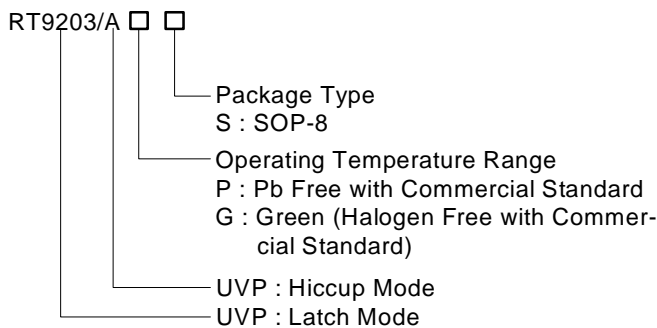 RT9203/A
Package Type
S : SOP-8
Operating Temperature Range
P : Pb Free with Commercial Standard
G : Green (Halogen Free with Commer-
cial Standard)
UVP : Hiccup Mode
UVP : Latch Mode